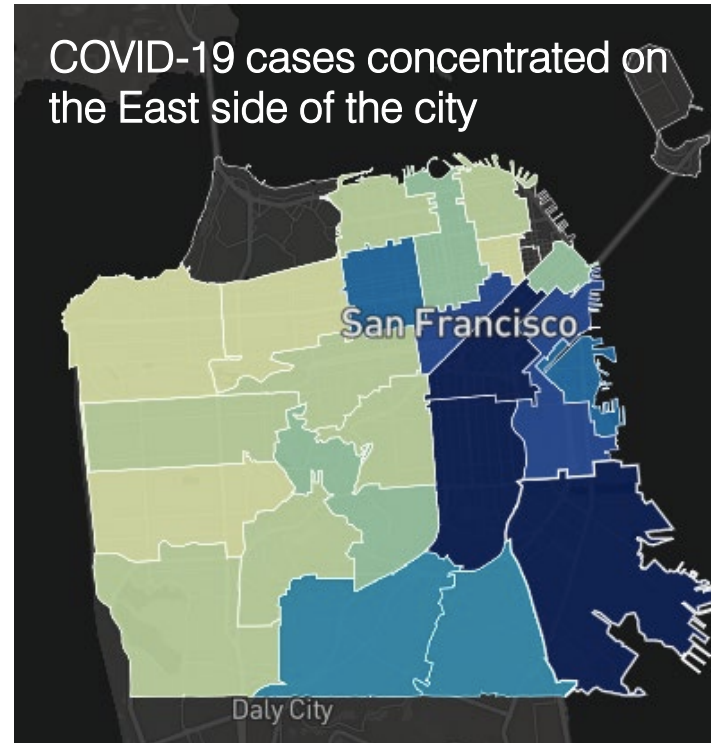 COVID-19 cases concentrated on
the East side of the city
San Francisco
Daly City